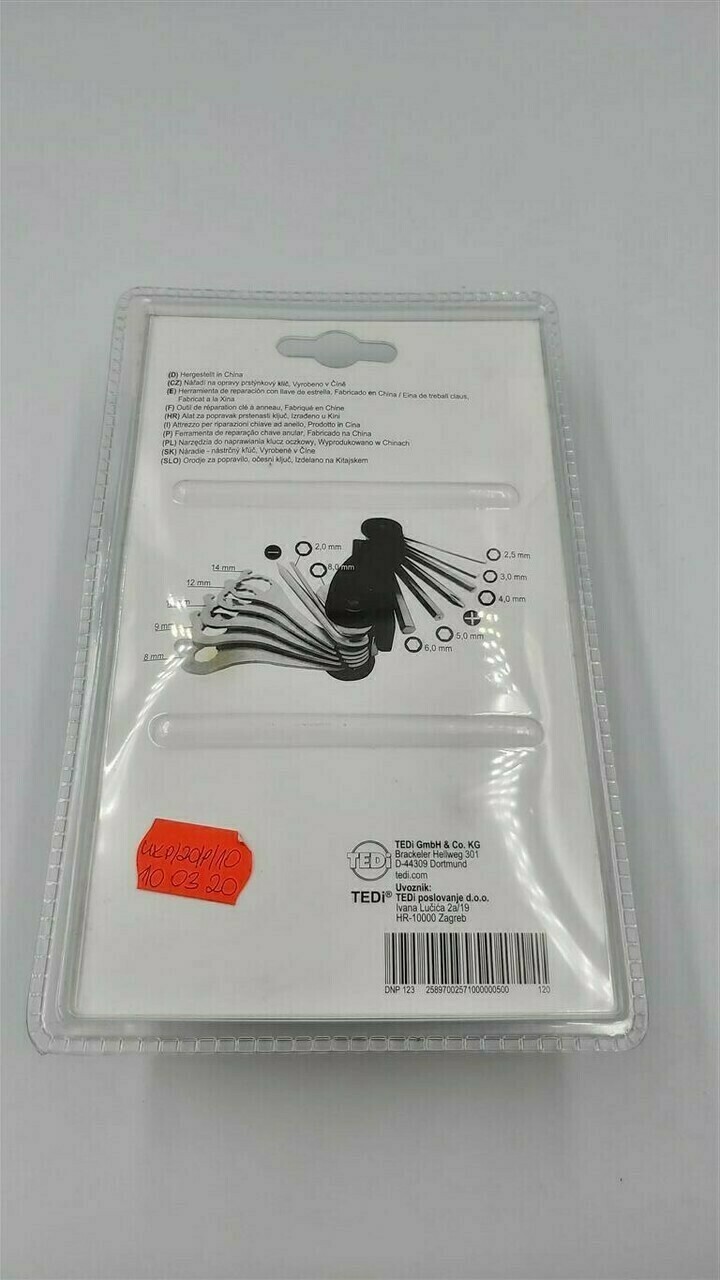 (D) Hergestellt in China
(CZ) Nářadí na opravy prstýnkový klíč, Vyrobeno v Číně
(E) Herramienta de reparación con llave de estrella, Fabricado en China / Eina de treball claus,
Fabricat a la Xina
(F) Outil de réparation clé à anneau, Fabriqué en Chine
(HR) Alat za popravak prstenasti ključ, Izrađeno u Kini
(I) Attrezzo per riparazioni chiave ad anello, Prodotto in Cina
(P) Ferramenta de reparação chave anular, Fabricado na China
(PL) Narzędzia do naprawiania klucz oczkowy, Wyprodukowano w Chinach
(SK) Náradie - nástrčný kľúč, Vyrobené v Číne
(SLO) Orodje za popravilo, očesni ključ, Izdelano na Kitajskem
2,0 mm
8,0 mm
14 mm
12 mm
9 mm
8 mm
2,5 mm
3,0 mm
4,0 mm
5,0 mm
6,0 mm
10 03 20
TEDi
TEDi GmbH & Co. KG
Brackeler Hellweg 301
D-44309 Dortmund
tedi.com
TEDi®
Uvoznik:
TEDi poslovanje d.o.o.
Ivana Lučića 2a/19
HR-10000 Zagreb
DNP 123 25897002571000000500 120